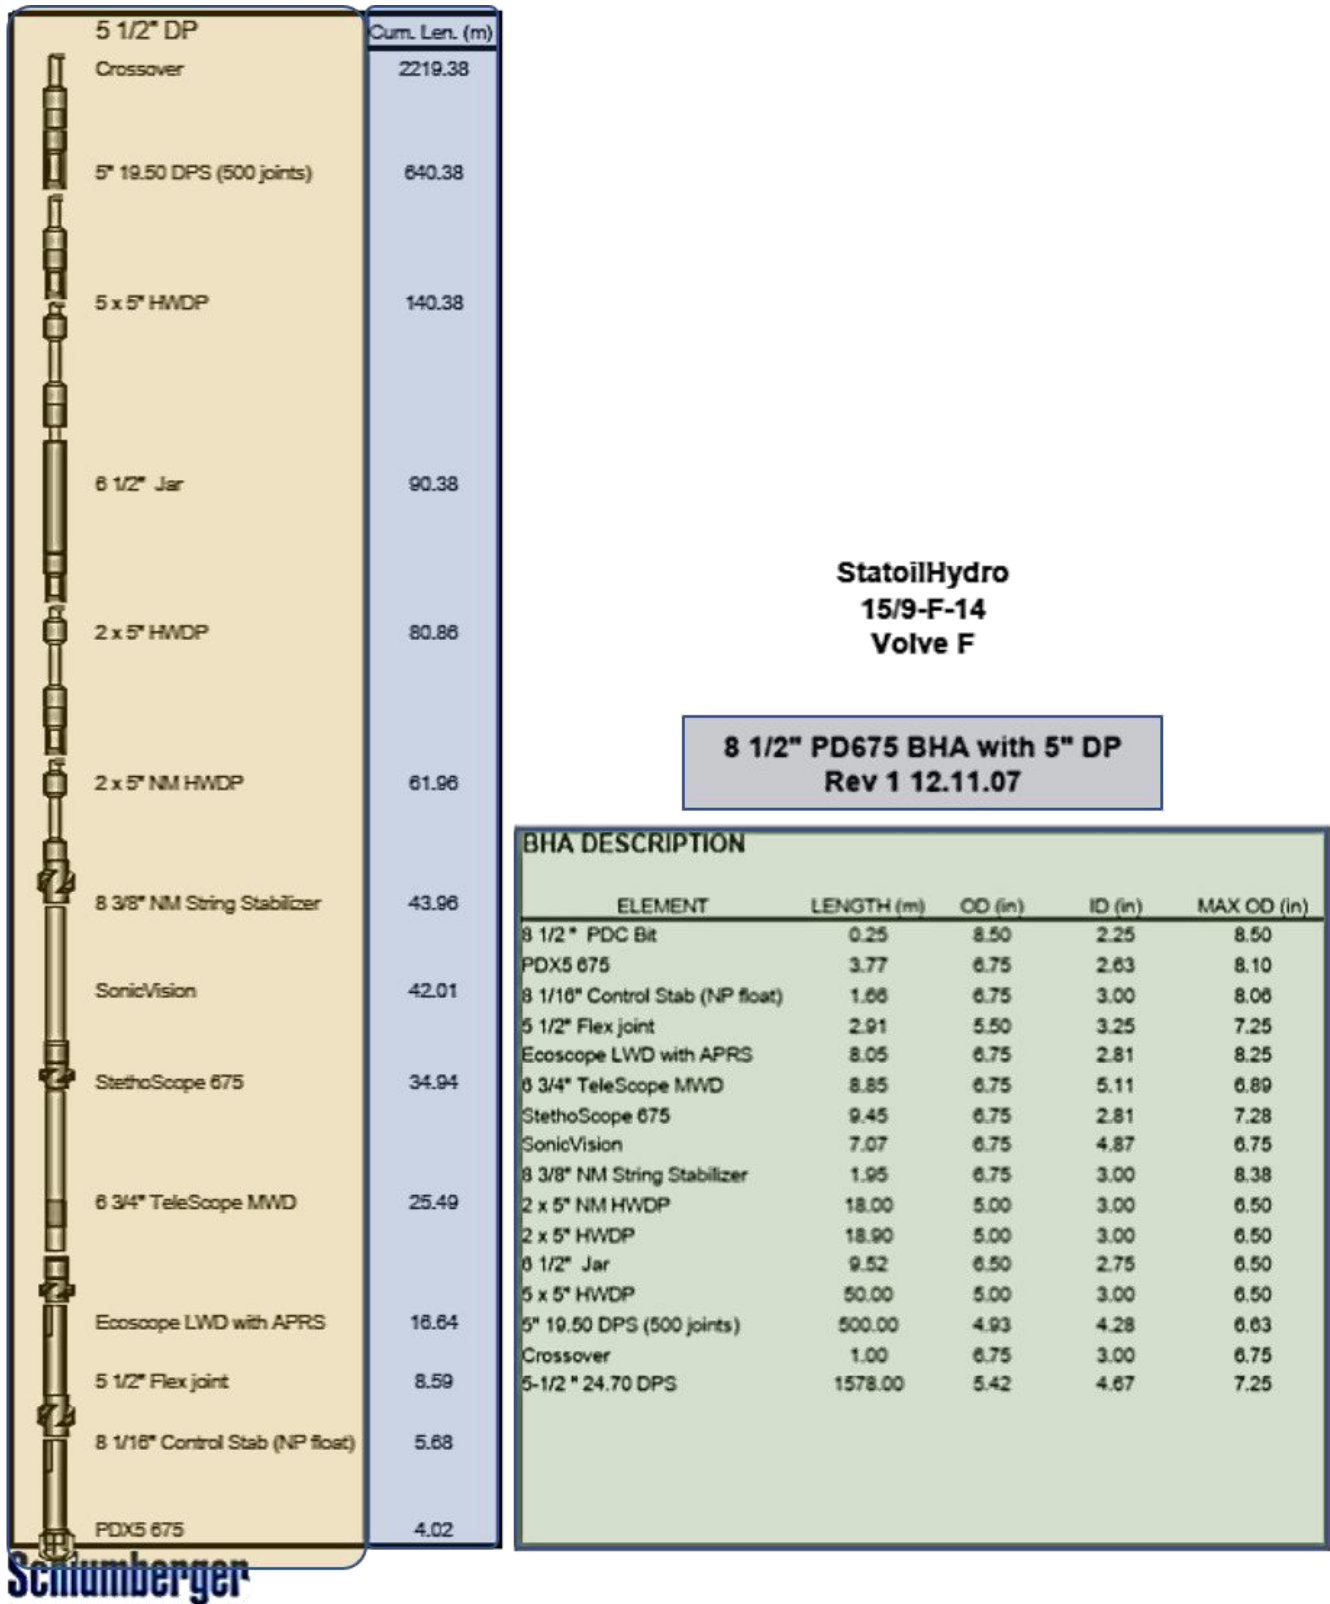 5 1/2" DP Cum. Len. (m)
Crossover 2219.38
5" 19.50 DPS (500 joints) 640.38
5 x 5" HWDP 140.38
6 1/2" Jar 90.38
2 x 5" HWDP 80.86
2 x 5" NM HWDP 61.96
8 3/8" NM String Stabilizer 43.96
SonicVision 42.01
StethoScope 675 34.94
6 3/4" TeleScope MWD 25.49
Ecoscope LWD with APRS 16.64
5 1/2" Flex joint 8.59
8 1/16" Control Stab (NP float) 5.68
PDX5 675 4.02
Schlumberger
StatoilHydro
15/9-F-14
Volve F
8 1/2" PD675 BHA with 5" DP
Rev 1 12.11.07
BHA DESCRIPTION
ELEMENT LENGTH (m) OD (in) ID (in) MAX OD (in)
8 1/2 " PDC Bit 0.25 8.50 2.25 8.50
PDX5 675 3.77 6.75 2.63 8.10
8 1/16" Control Stab (NP float) 1.66 6.75 3.00 8.06
5 1/2" Flex joint 2.91 5.50 3.25 7.25
Ecoscope LWD with APRS 8.05 6.75 2.81 8.25
6 3/4" TeleScope MWD 8.85 6.75 5.11 6.89
StethoScope 675 9.45 6.75 2.81 7.28
SonicVision 7.07 6.75 4.87 6.75
8 3/8" NM String Stabilizer 1.95 6.75 3.00 8.38
2 x 5" NM HWDP 18.00 5.00 3.00 6.50
2 x 5" HWDP 18.90 5.00 3.00 6.50
6 1/2" Jar 9.52 6.50 2.75 6.50
5 x 5" HWDP 50.00 5.00 3.00 6.50
5" 19.50 DPS (500 joints) 500.00 4.93 4.28 6.63
Crossover 1.00 6.75 3.00 6.75
5-1/2 " 24.70 DPS 1578.00 5.42 4.67 7.25